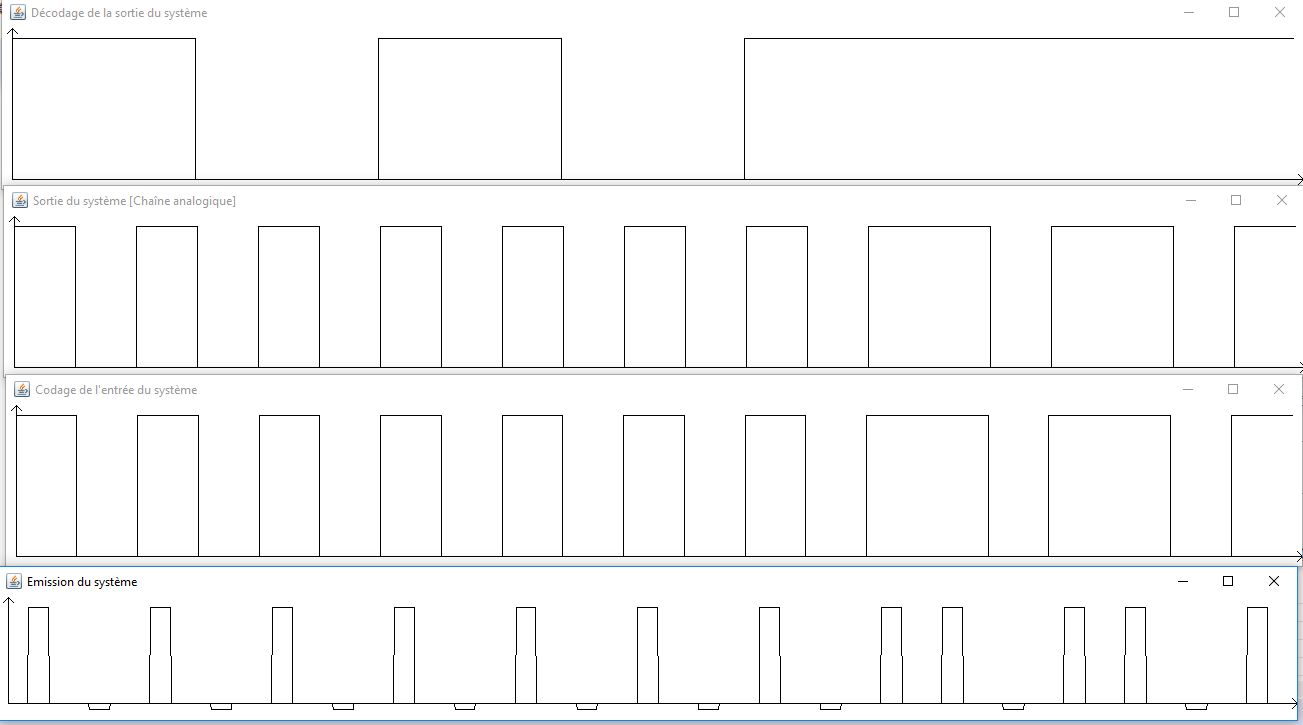 Décodage de la sortie du système
Sortie du système [Chaîne analogique]
Codage de l'entrée du système
Emission du système